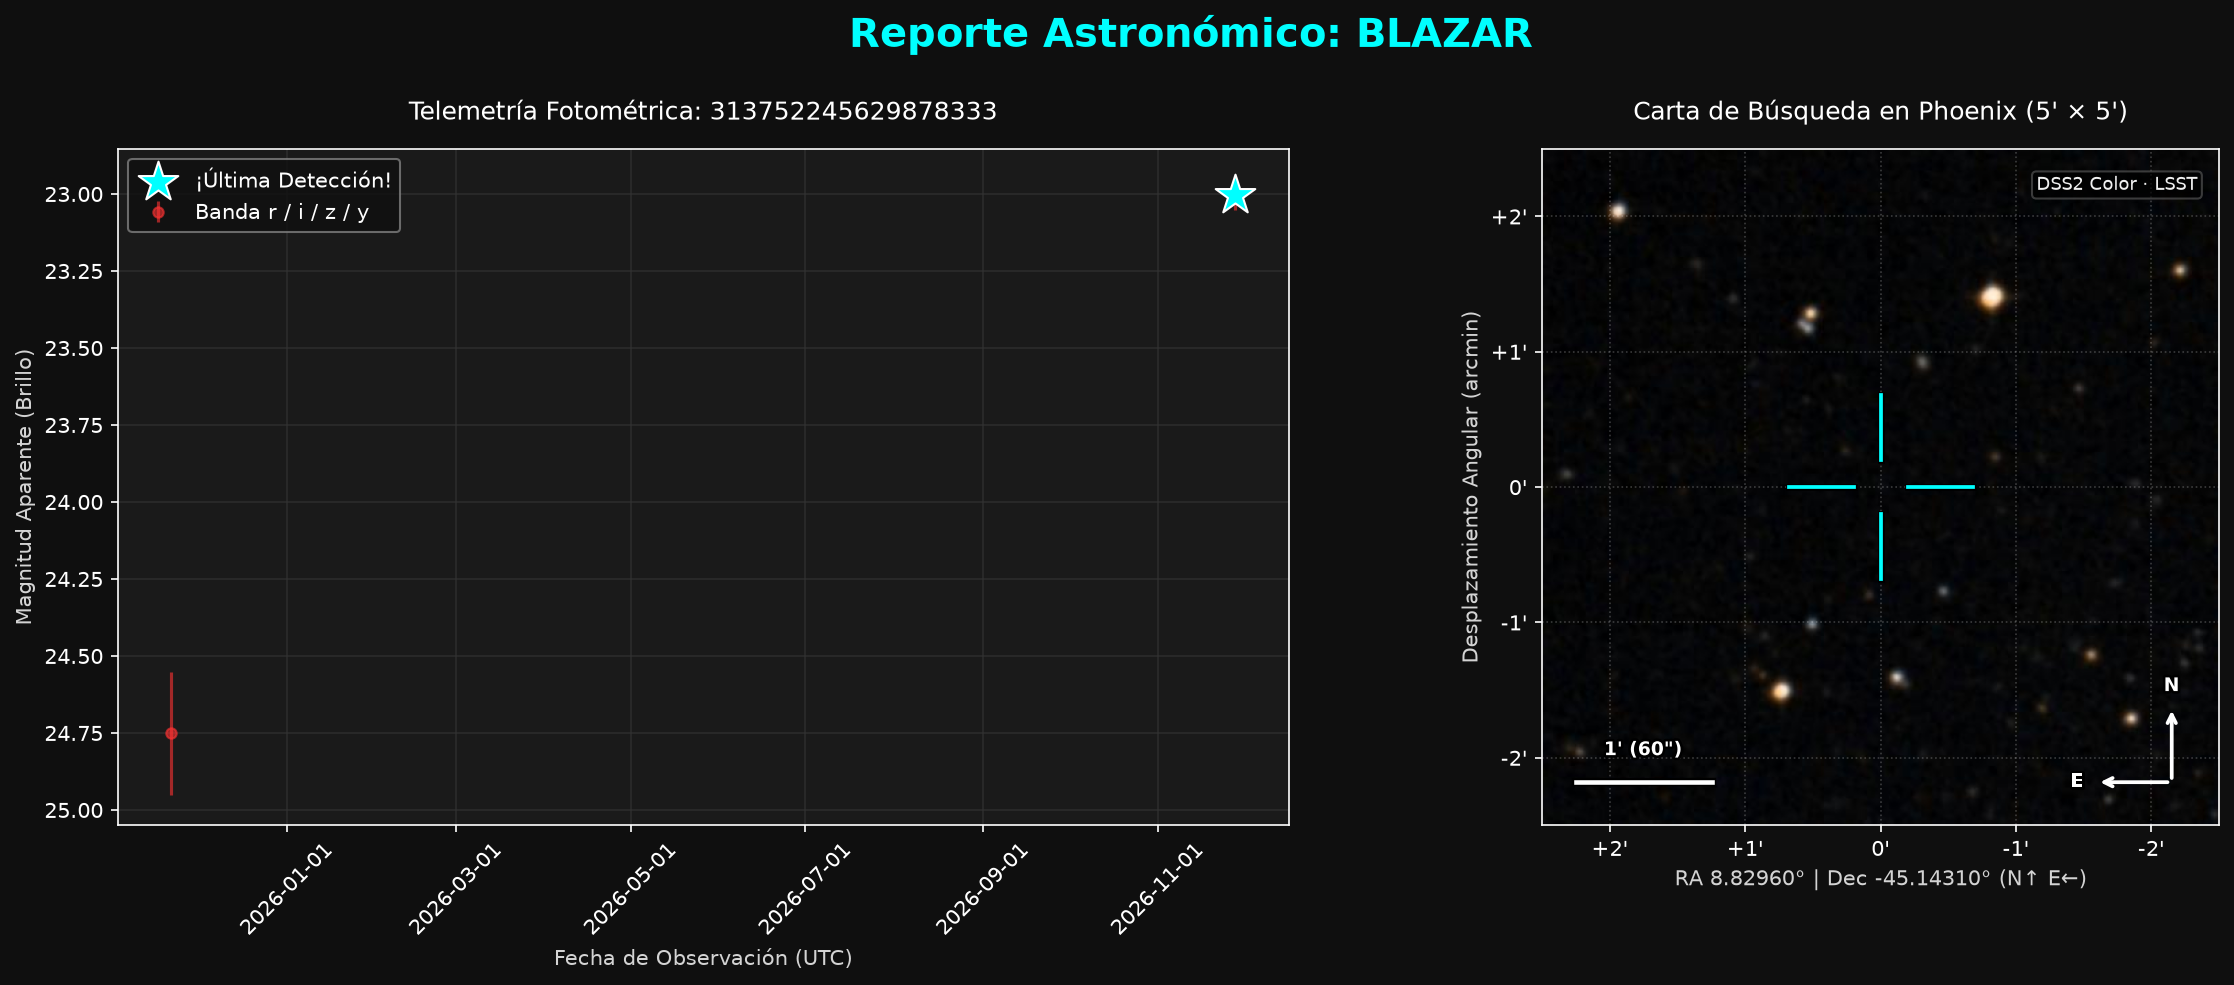 Reporte Astronómico: BLAZAR
Telemetría Fotométrica: 313752245629878333
¡Última Detección!
Banda r / i / z / y
Magnitud Aparente (Brillo)
23.00
23.25
23.50
23.75
24.00
24.25
24.50
24.75
25.00
2026-01-01
2026-03-01
2026-05-01
2026-07-01
2026-09-01
2026-11-01
Fecha de Observación (UTC)
Carta de Búsqueda en Phoenix (5' × 5')
DSS2 Color · LSST
Desplazamiento Angular (arcmin)
+2'
+1'
0'
-1'
-2'
N
E
1' (60")
+2'
+1'
0'
-1'
-2'
RA 8.82960° | Dec -45.14310° (N↑ E←)